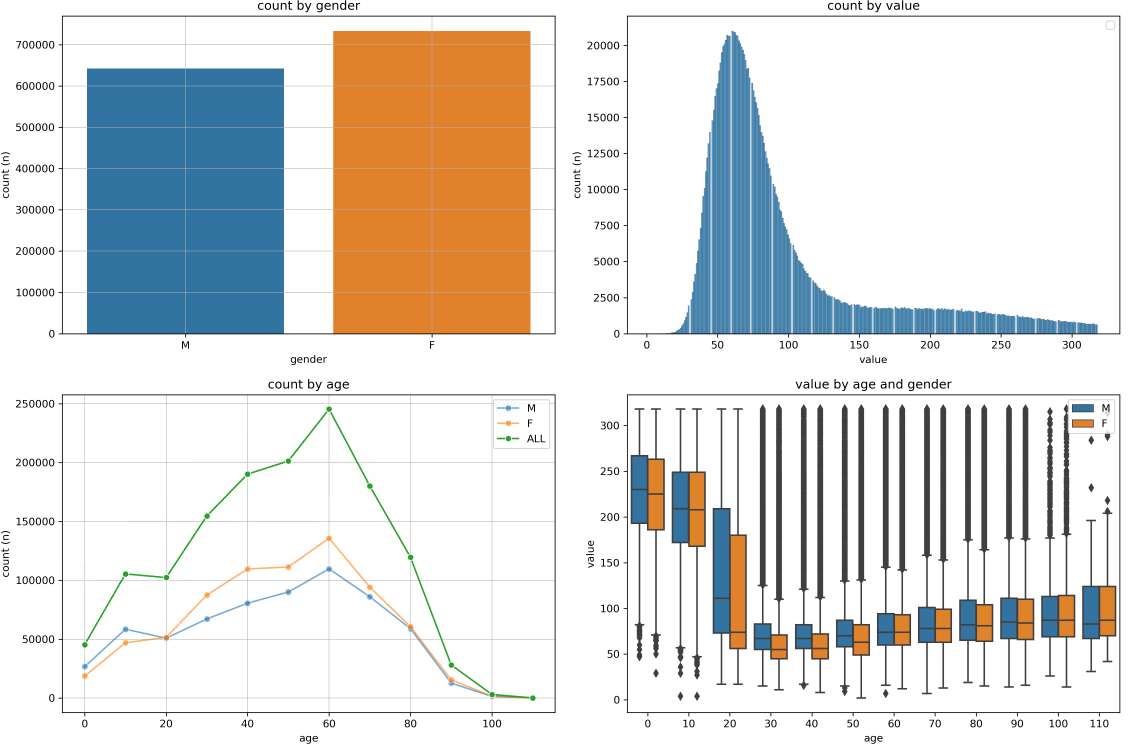 count by gender
count (n)
700000
600000
500000
400000
300000
200000
100000
0
M F
gender
count by value
count (n)
20000
17500
15000
12500
10000
7500
5000
2500
0
0 50 100 150 200 250 300
value
count by age
count (n)
250000
200000
150000
100000
50000
0
M
F
ALL
0 20 40 60 80 100
age
value by age and gender
value
300
250
200
150
100
50
0
M
F
0 10 20 30 40 50 60 70 80 90 100 110
age